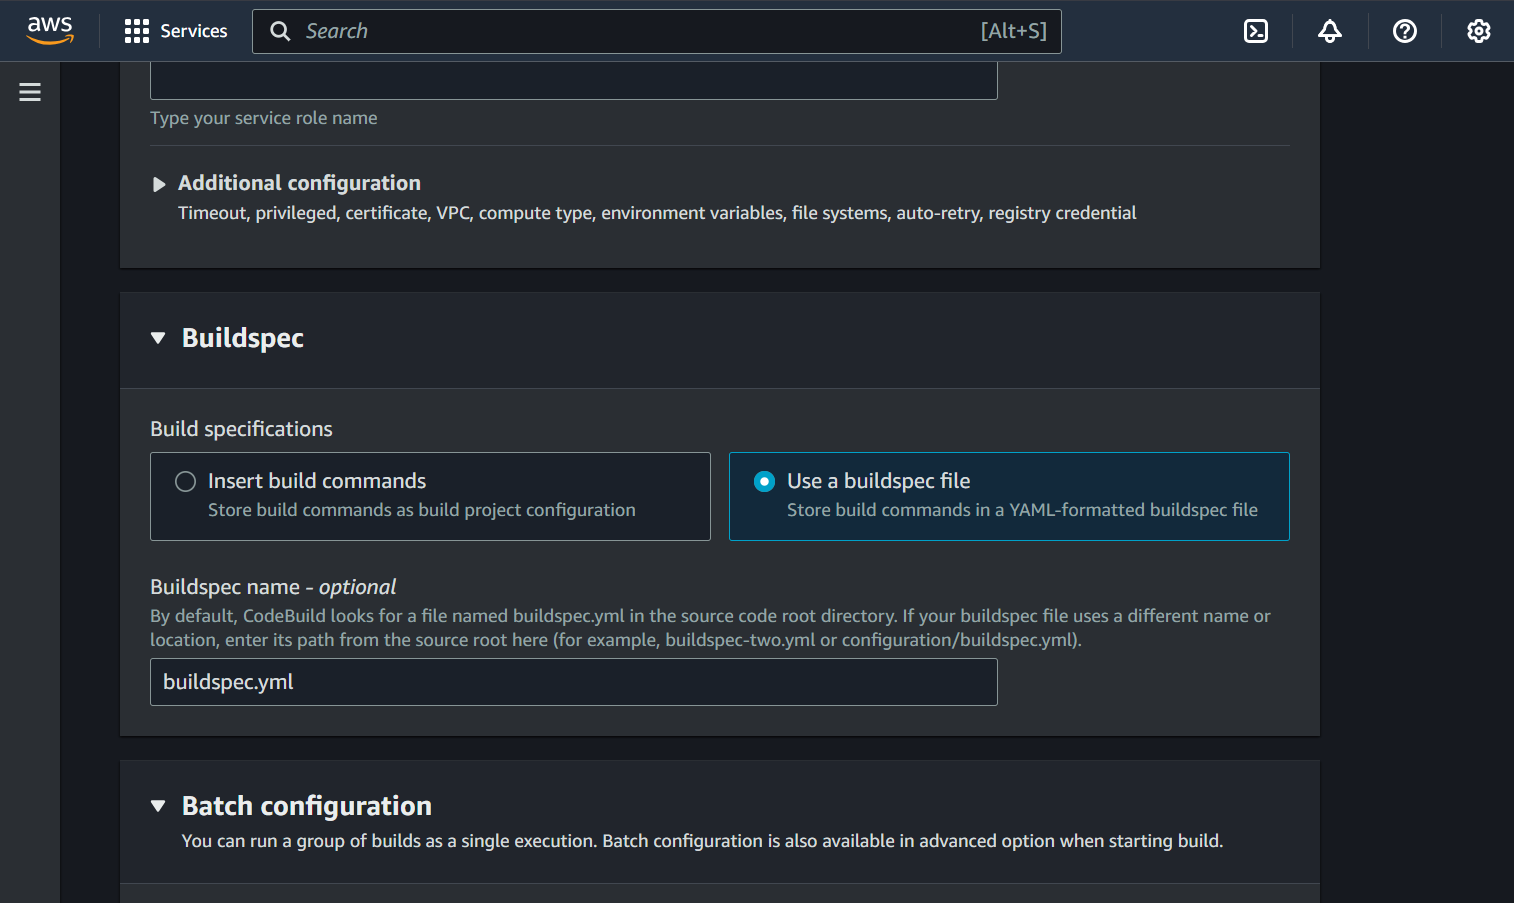 aws
Services
Search
[Alt+S]
Type your service role name
Additional configuration
Timeout, privileged, certificate, VPC, compute type, environment variables, file systems, auto-retry, registry credential
Buildspec
Build specifications
Insert build commands
Store build commands as build project configuration
Use a buildspec file
Store build commands in a YAML-formatted buildspec file
Buildspec name - optional
By default, CodeBuild looks for a file named buildspec.yml in the source code root directory. If your buildspec file uses a different name or
location, enter its path from the source root here (for example, buildspec-two.yml or configuration/buildspec.yml).
buildspec.yml
Batch configuration
You can run a group of builds as a single execution. Batch configuration is also available in advanced option when starting build.